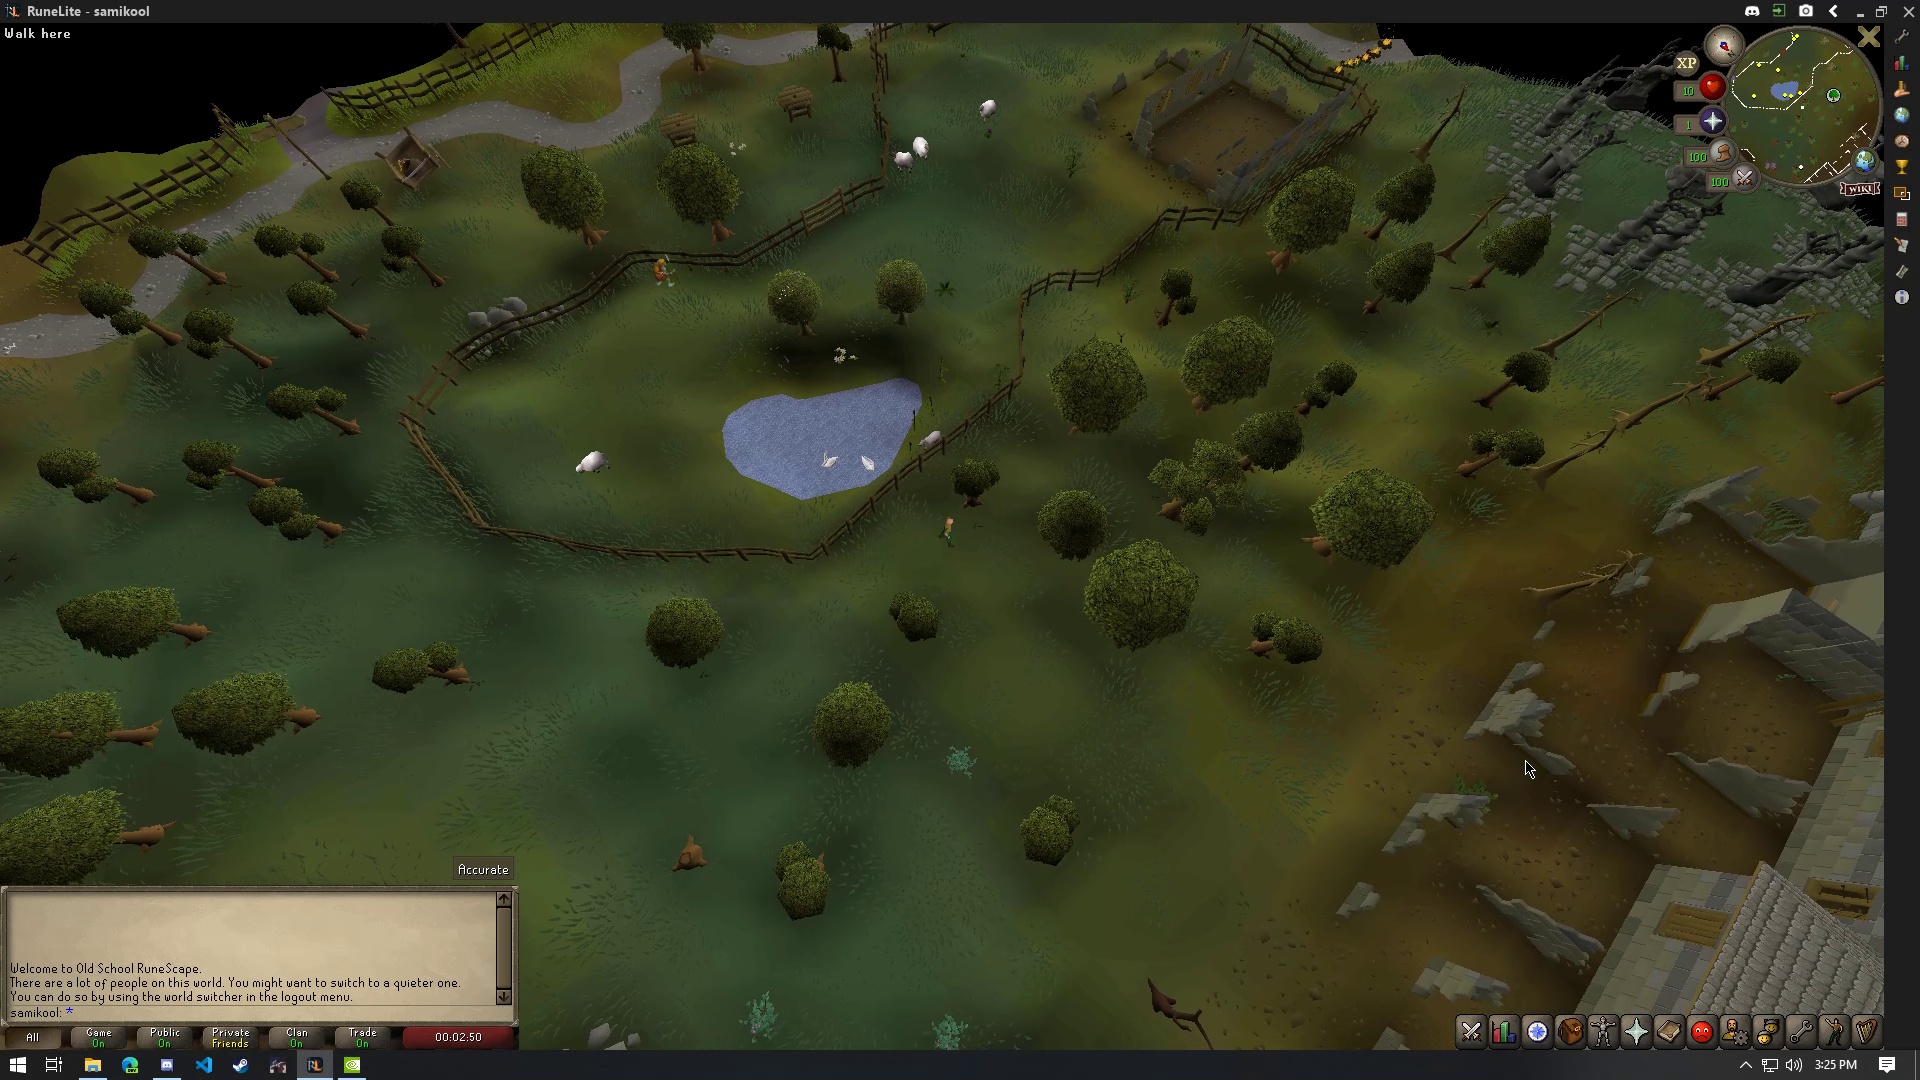 RuneLite - samikool
Walk here
XP
10
1
100
100
WIKI
Accurate
Welcome to Old School RuneScape.
There are a lot of people on this world. You might want to switch to a quieter one.
You can do so by using the world switcher in the logout menu.
samikool: *
All
Game
On
Public
On
Private
Friends
Clan
On
Trade
On
00:02:50
3:25 PM